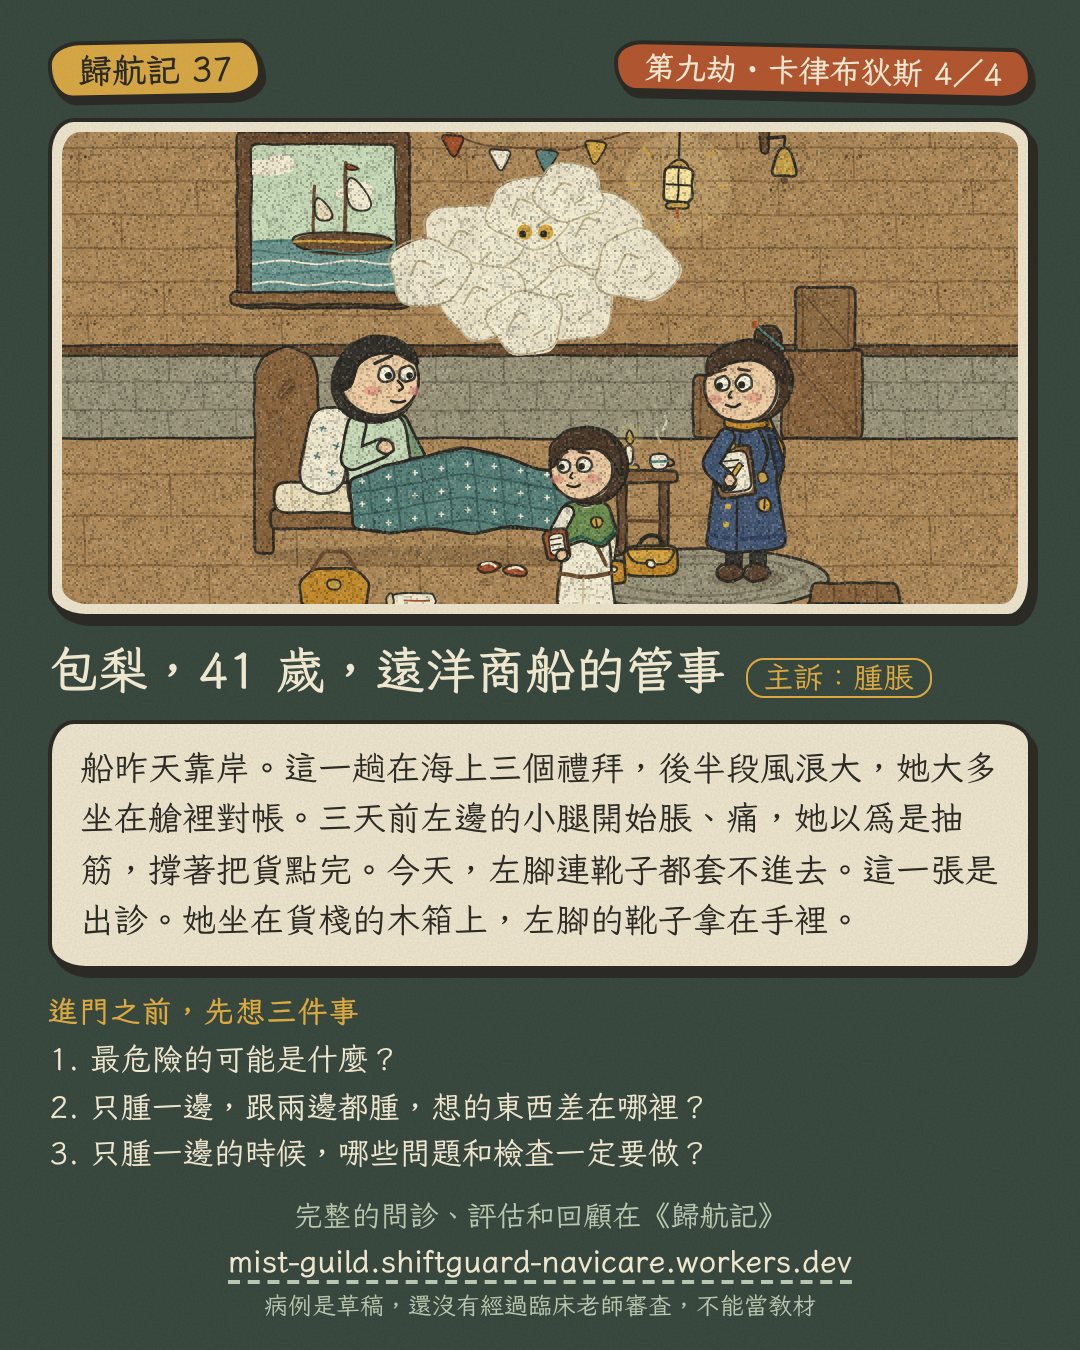 歸航記 37
第九劫・卡律布狄斯 4／4
包梨，41 歲，遠洋商船的管事
主訴：腫脹
船昨天靠岸。這一趟在海上三個禮拜，後半段風浪大，她大多
坐在艙裡對帳。三天前左邊的小腿開始脹、痛，她以為是抽
筋，撐著把貨點完。今天，左腳連靴子都套不進去。這一張是
出診。她坐在貨棧的木箱上，左腳的靴子拿在手裡。
進門之前，先想三件事
1. 最危險的可能是什麼？
2. 只腫一邊，跟兩邊都腫，想的東西差在哪裡？
3. 只腫一邊的時候，哪些問題和檢查一定要做？
完整的問診、評估和回顧在《歸航記》
mist-guild.shiftguard-navicare.workers.dev
病例是草稿，還沒有經過臨床老師審查，不能當教材